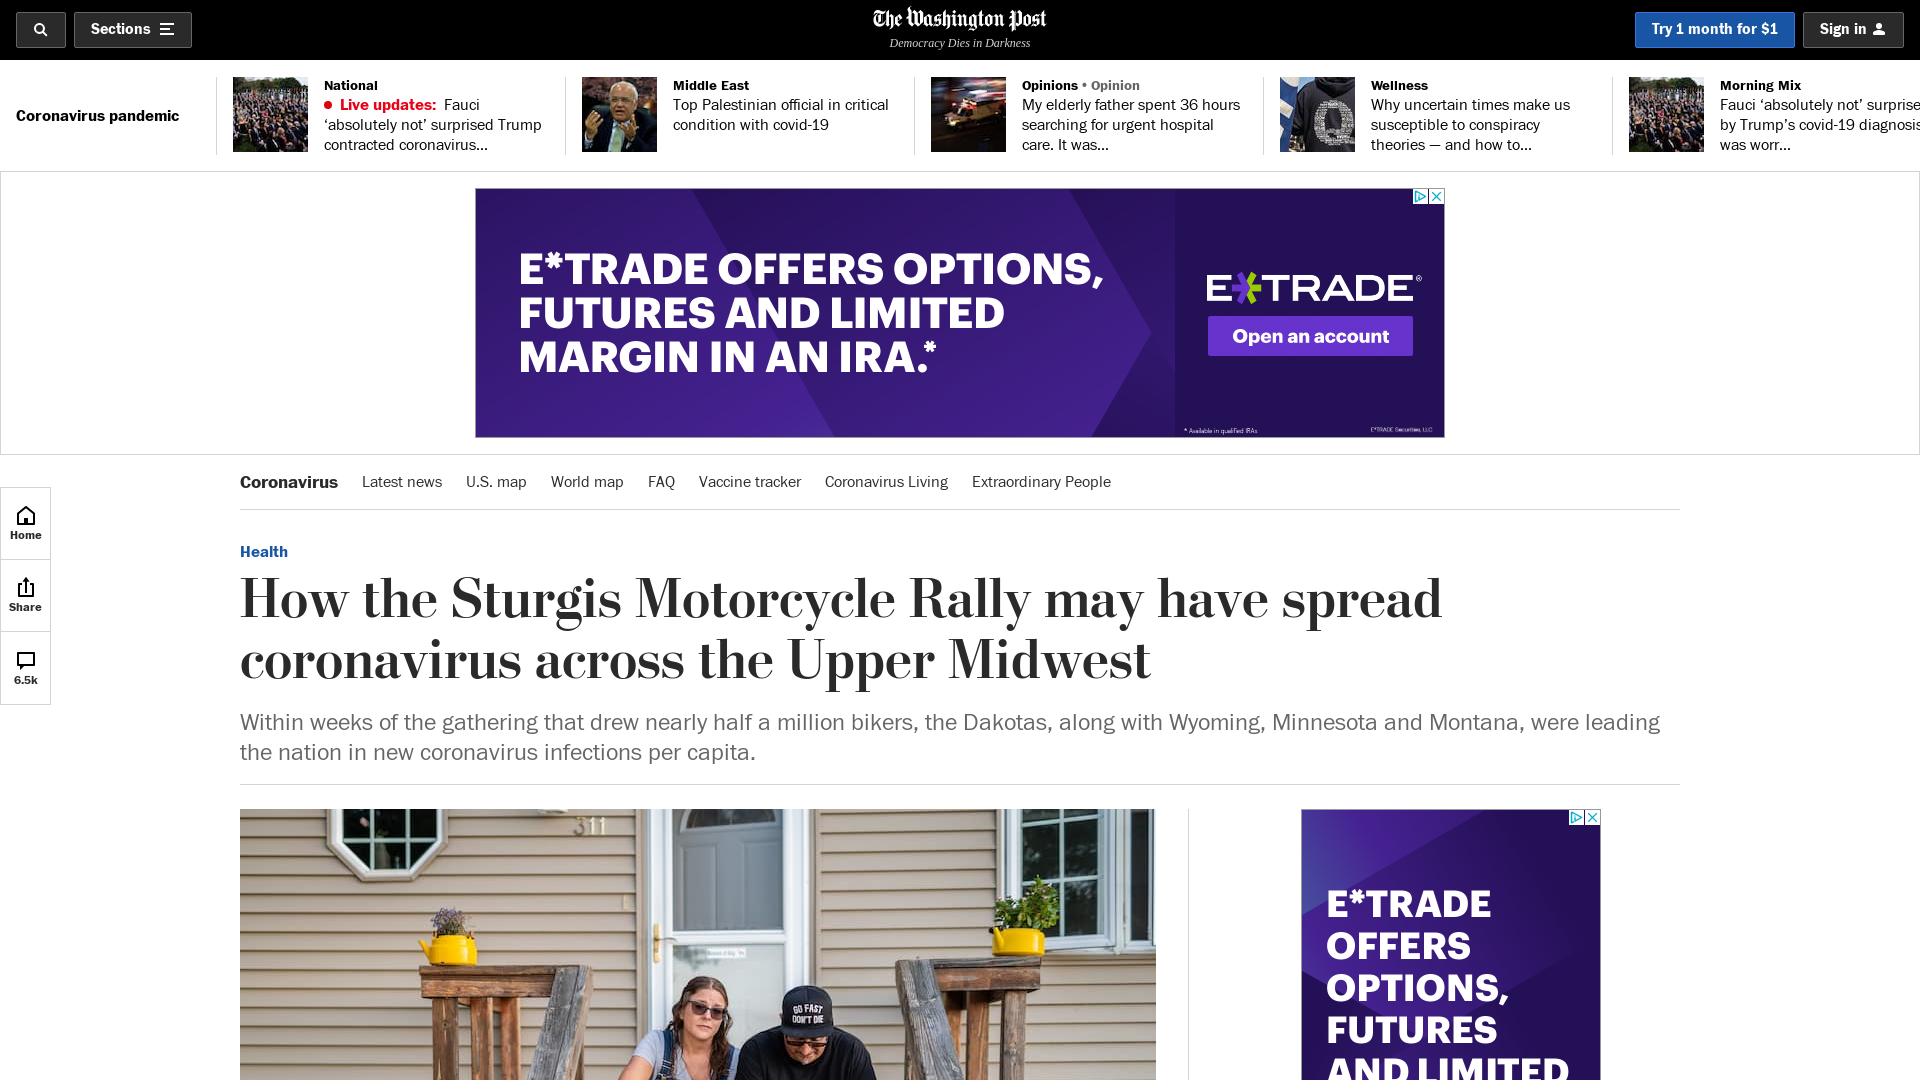 Sections
The Washington Post
Democracy Dies in Darkness
Try 1 month for $1
Sign in
Coronavirus pandemic
National
Live updates: Fauci
‘absolutely not’ surprised Trump
contracted coronavirus...
Middle East
Top Palestinian official in critical
condition with covid-19
Opinions • Opinion
My elderly father spent 36 hours
searching for urgent hospital
care. It was...
Wellness
Why uncertain times make us
susceptible to conspiracy
theories — and how to...
Morning Mix
Fauci ‘absolutely not’ surprise
by Trump’s covid-19 diagnosis
was worr...
E*TRADE OFFERS OPTIONS,
FUTURES AND LIMITED
MARGIN IN AN IRA.*
E*TRADE®
Open an account
* Available in qualified IRAs
E*TRADE Securities, LLC
Coronavirus
Latest news
U.S. map
World map
FAQ
Vaccine tracker
Coronavirus Living
Extraordinary People
Home
Share
6.5k
Health
How the Sturgis Motorcycle Rally may have spread
coronavirus across the Upper Midwest
Within weeks of the gathering that drew nearly half a million bikers, the Dakotas, along with Wyoming, Minnesota and Montana, were leading
the nation in new coronavirus infections per capita.
311
GO FAST
DON'T DIE
E*TRADE
OFFERS
OPTIONS,
FUTURES
AND LIMITED